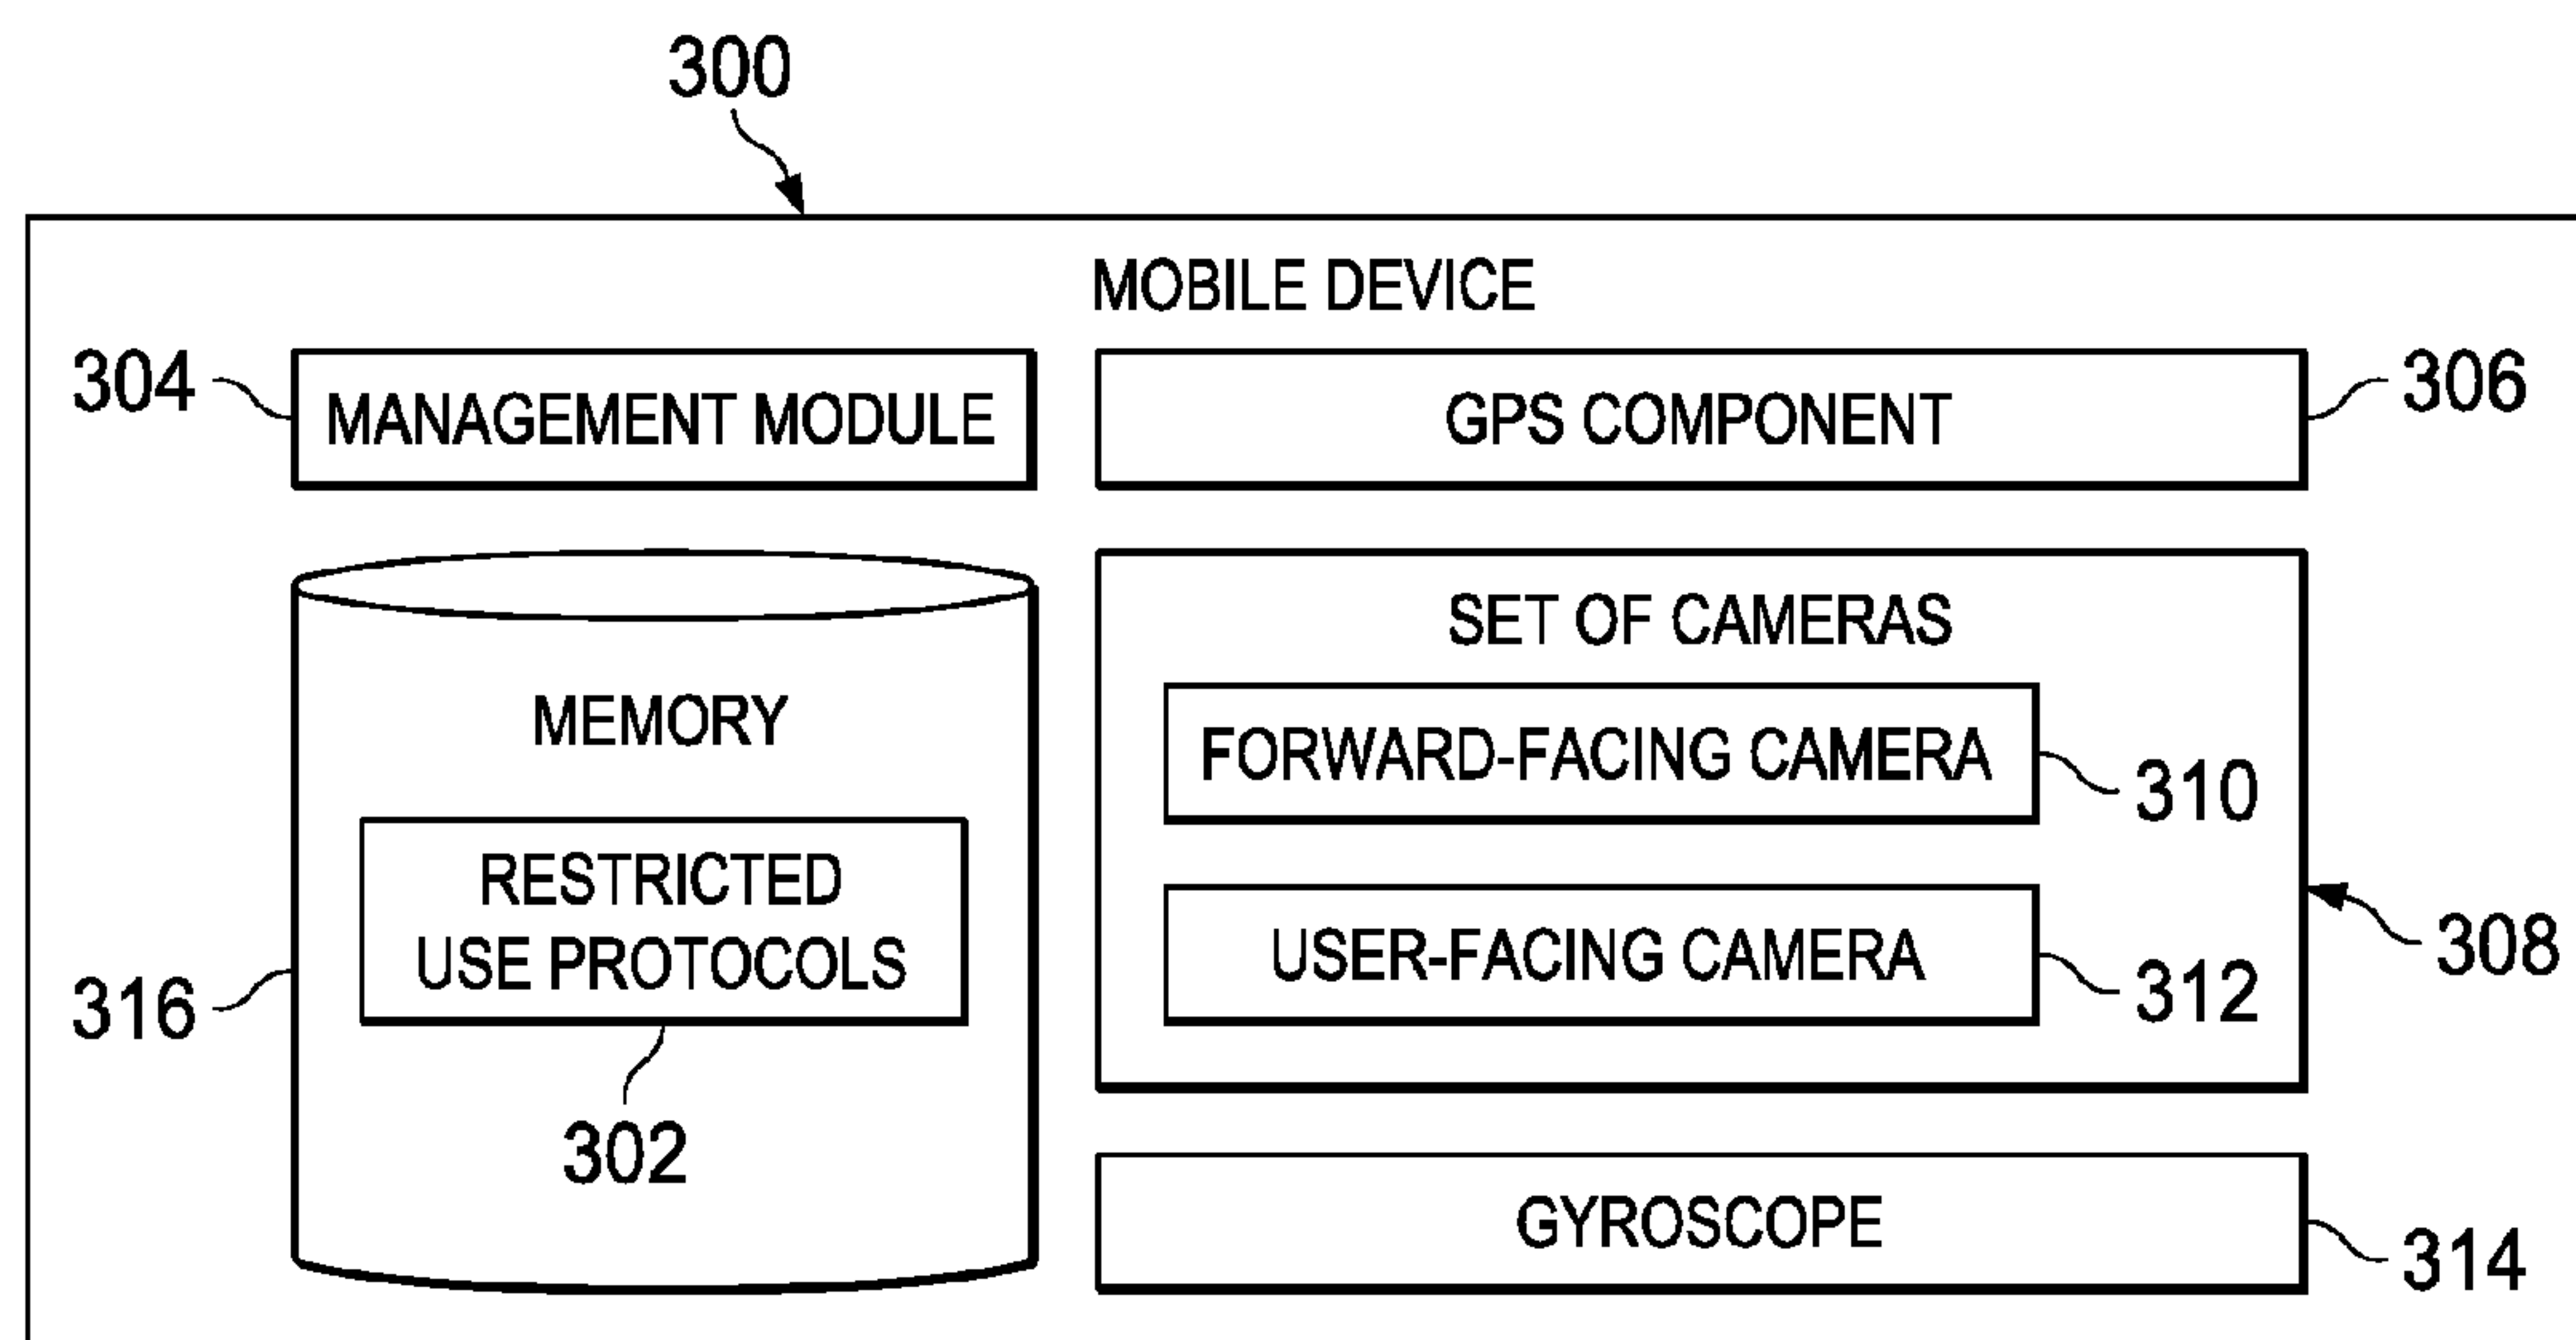 300
MOBILE DEVICE
304
MANAGEMENT MODULE
GPS COMPONENT
306
MEMORY
RESTRICTED
USE PROTOCOLS
316
302
SET OF CAMERAS
FORWARD-FACING CAMERA
310
USER-FACING CAMERA
312
308
GYROSCOPE
314